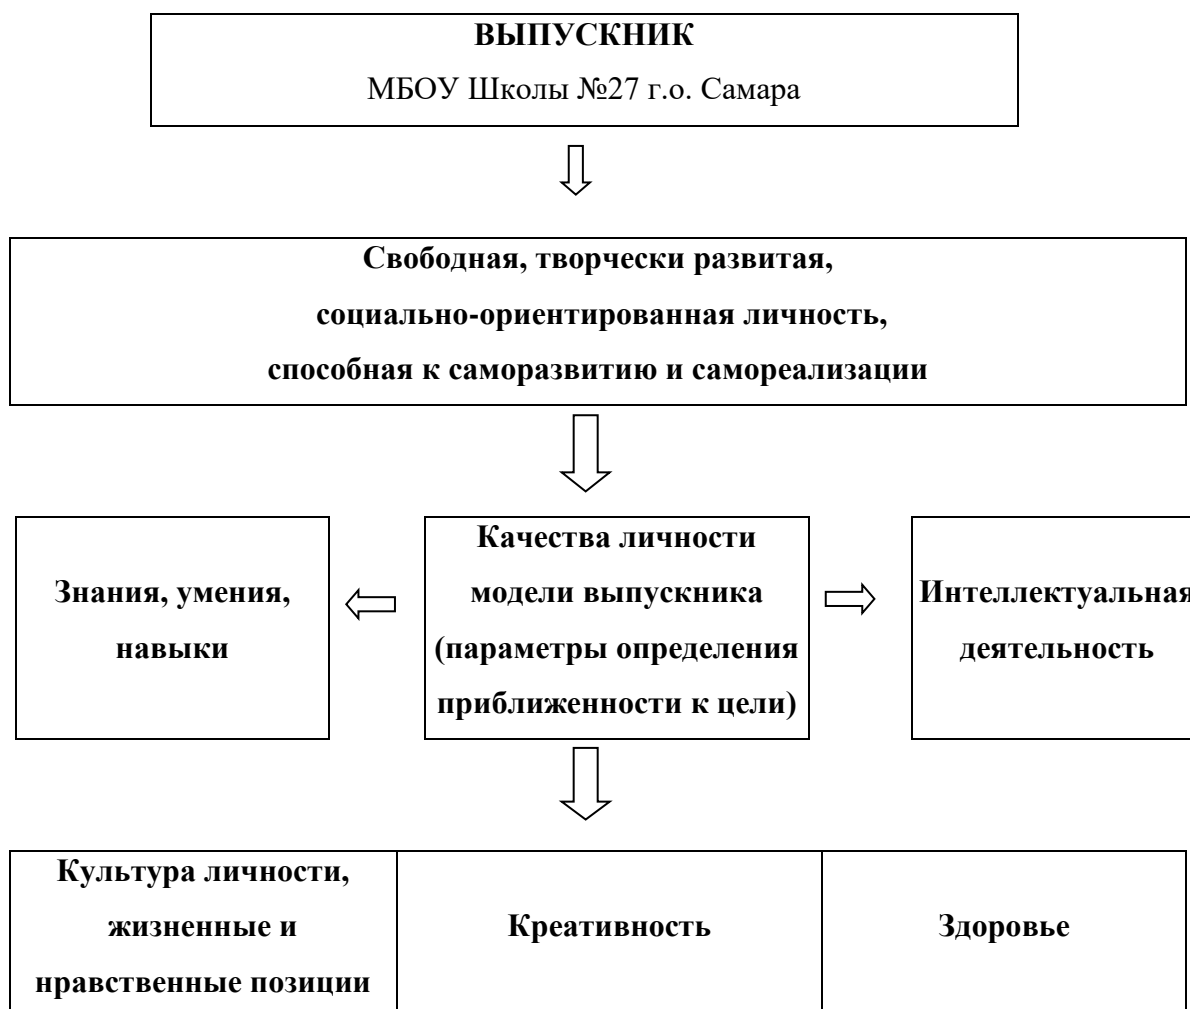 ВЫПУСКНИК
МБОУ Школы №27 г.о. Самара
Свободная, творчески развитая,
социально-ориентированная личность,
способная к саморазвитию и самореализации
Знания, умения,
навыки
Качества личности
модели выпускника
(параметры определения
приближенности к цели)
Интеллектуальная
деятельность
Культура личности,
жизненные и
нравственные позиции
Креативность
Здоровье